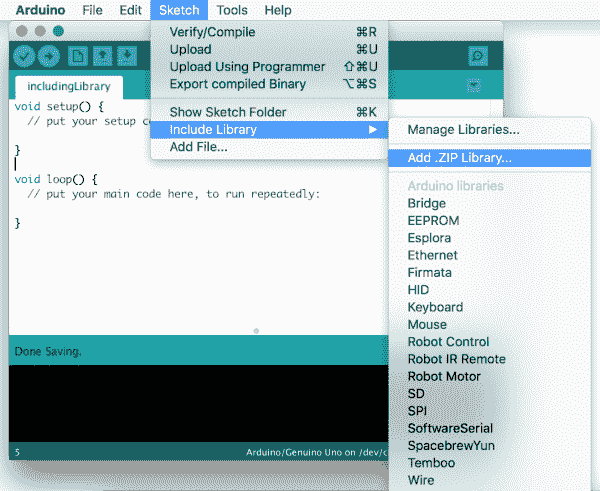 Arduino File Edit Sketch Tools Help
Verify/Compile ⌘R
Upload ⌘U
Upload Using Programmer ⇧⌘U
Export compiled Binary ⌥⌘S
Show Sketch Folder ⌘K
Include Library ▶
Add File...
includingLibrary
void setup() {
// put your setup
}
void loop() {
// put your main code here, to run repeatedly:
}
Manage Libraries...
Add .ZIP Library...
Arduino libraries
Bridge
EEPROM
Esplora
Ethernet
Firmata
HID
Keyboard
Mouse
Robot Control
Robot IR Remote
Robot Motor
SD
SPI
SoftwareSerial
SpacebrewYun
Temboo
Wire
Done Saving.
5 Arduino/Genuino Uno on